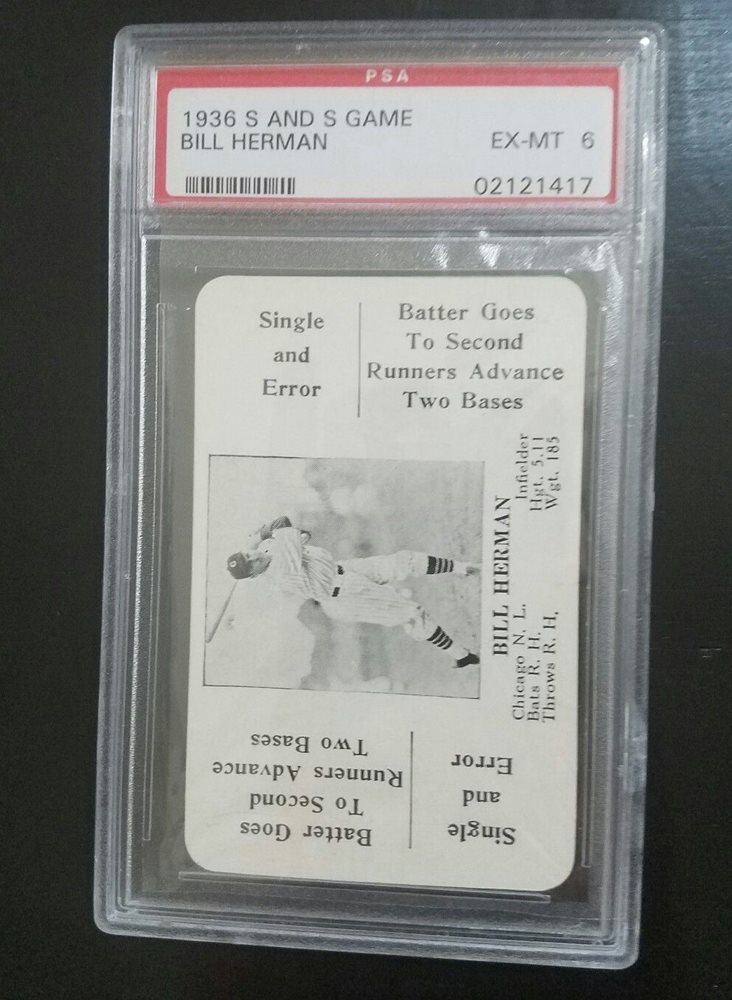 PSA
1936 S AND S GAME
BILL HERMAN EX-MT 6
02121417
Single
and
Error
Batter Goes
To Second
Runners Advance
Two Bases
BILL HERMAN
Chicago N. L. Infielder
Bats R. H. Hgt. 5.11
Throws R. H. Wgt. 185
Single
and
Error
Batter Goes
To Second
Runners Advance
Two Bases